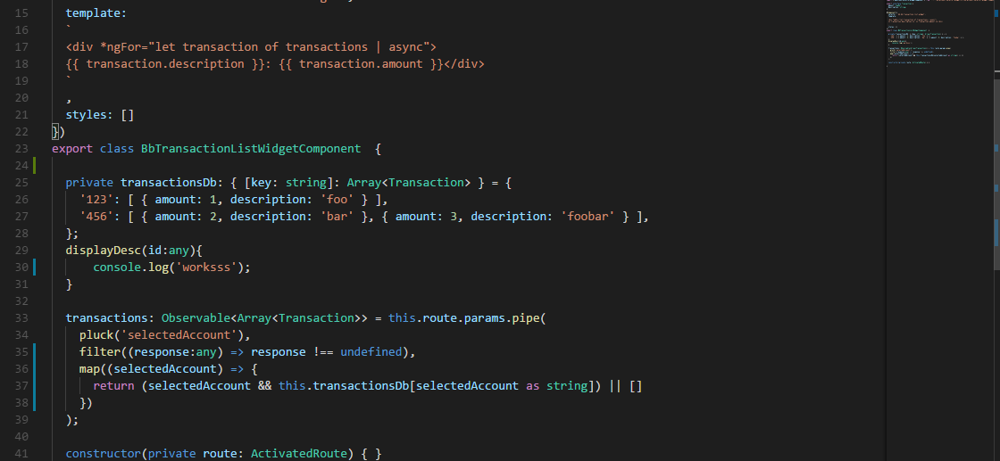 15 template:
16 `
17 <div *ngFor="let transaction of transactions | async">
18 {{ transaction.description }}: {{ transaction.amount }}</div>
19 `
20 ,
21 styles: []
22 })
23 export class BbTransactionListWidgetComponent  {
24
25 private transactionsDb: { [key: string]: Array<Transaction> } = {
26 '123': [ { amount: 1, description: 'foo' } ],
27 '456': [ { amount: 2, description: 'bar' }, { amount: 3, description: 'foobar' } ],
28 };
29 displayDesc(id:any){
30 console.log('worksss');
31 }
32
33 transactions: Observable<Array<Transaction>> = this.route.params.pipe(
34 pluck('selectedAccount'),
35 filter((response:any) => response !== undefined),
36 map((selectedAccount) => {
37 return (selectedAccount && this.transactionsDb[selectedAccount as string]) || []
38 })
39 );
40
41 constructor(private route: ActivatedRoute) { }